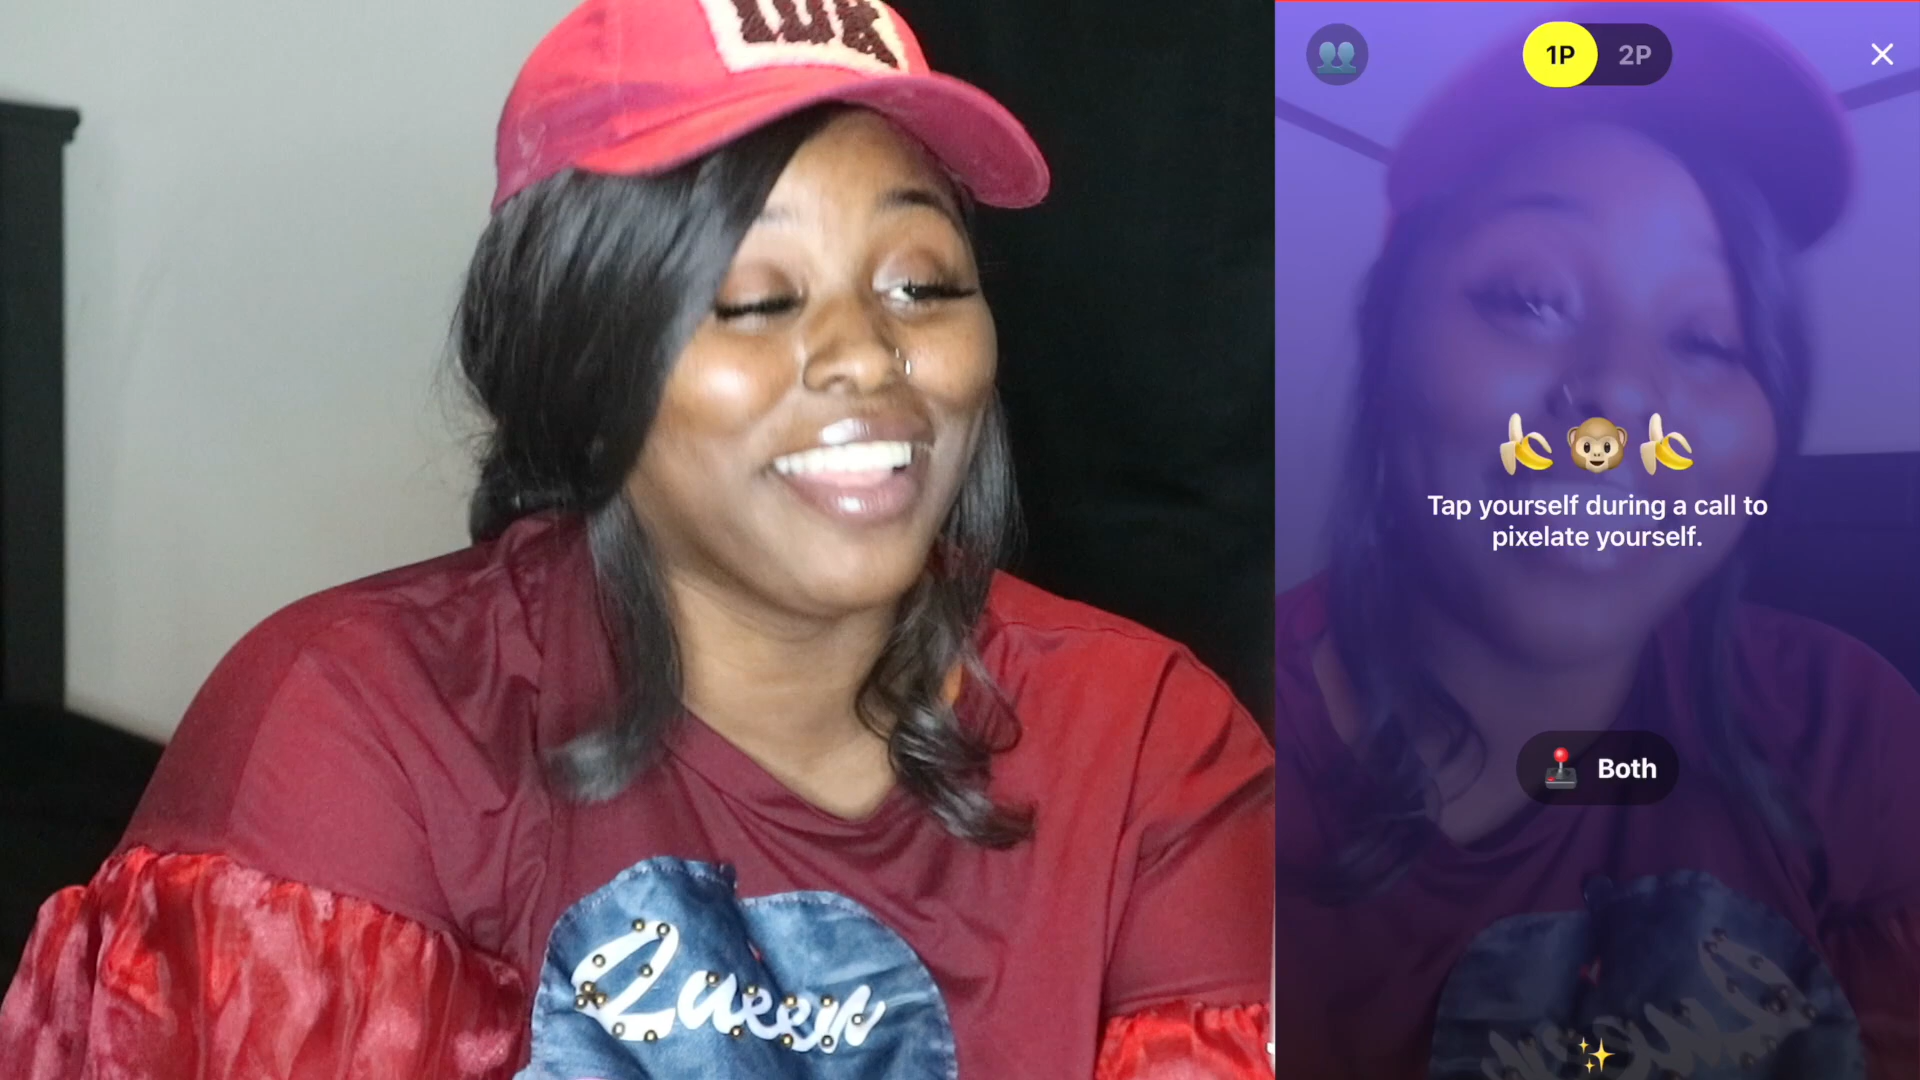 Queen
1P 2P
Tap yourself during a call to
pixelate yourself.
Both